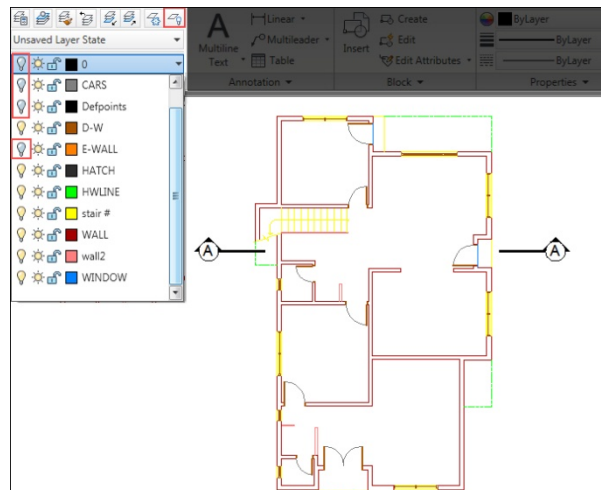 Unsaved Layer State
0
CARS
Defpoints
D-W
E-WALL
HATCH
HWLINE
stair #
WALL
wall2
WINDOW
A
Multiline
Text
Linear
Multileader
Table
Annotation
Insert
Create
Edit
Edit Attributes
Block
ByLayer
ByLayer
ByLayer
Properties
A
A